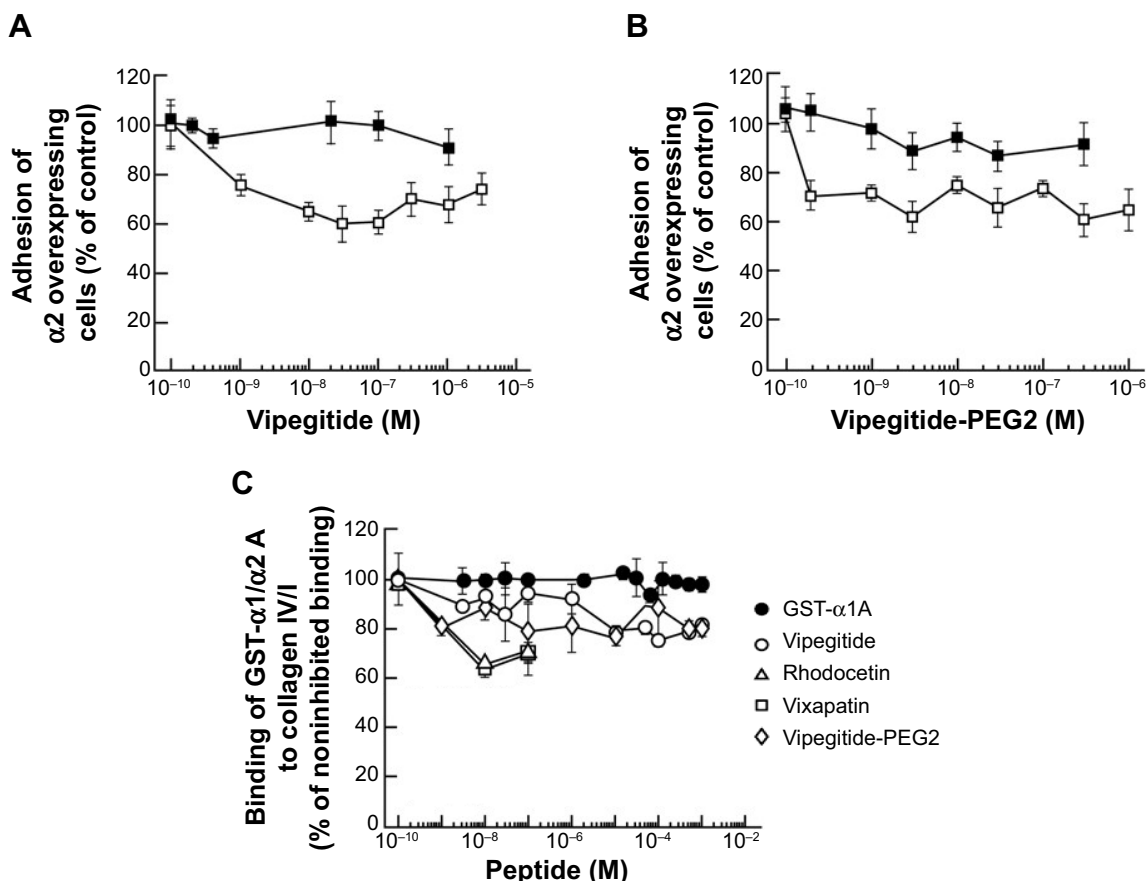 A
120
100
80
60
40
20
0
Adhesion of
α2 overexpressing
cells (% of control)
10⁻¹⁰ 10⁻⁹ 10⁻⁸ 10⁻⁷ 10⁻⁶ 10⁻⁵
Vipegitide (M)
B
120
100
80
60
40
20
0
Adhesion of
α2 overexpressing
cells (% of control)
10⁻¹⁰ 10⁻⁹ 10⁻⁸ 10⁻⁷ 10⁻⁶
Vipegitide-PEG2 (M)
C
120
100
80
60
40
20
0
Binding of GST-α1/α2 A
to collagen IV/I
(% of noninhibited binding)
10⁻¹⁰ 10⁻⁸ 10⁻⁶ 10⁻⁴ 10⁻²
Peptide (M)
GST-α1A
Vipegitide
Rhodocetin
Vixapatin
Vipegitide-PEG2